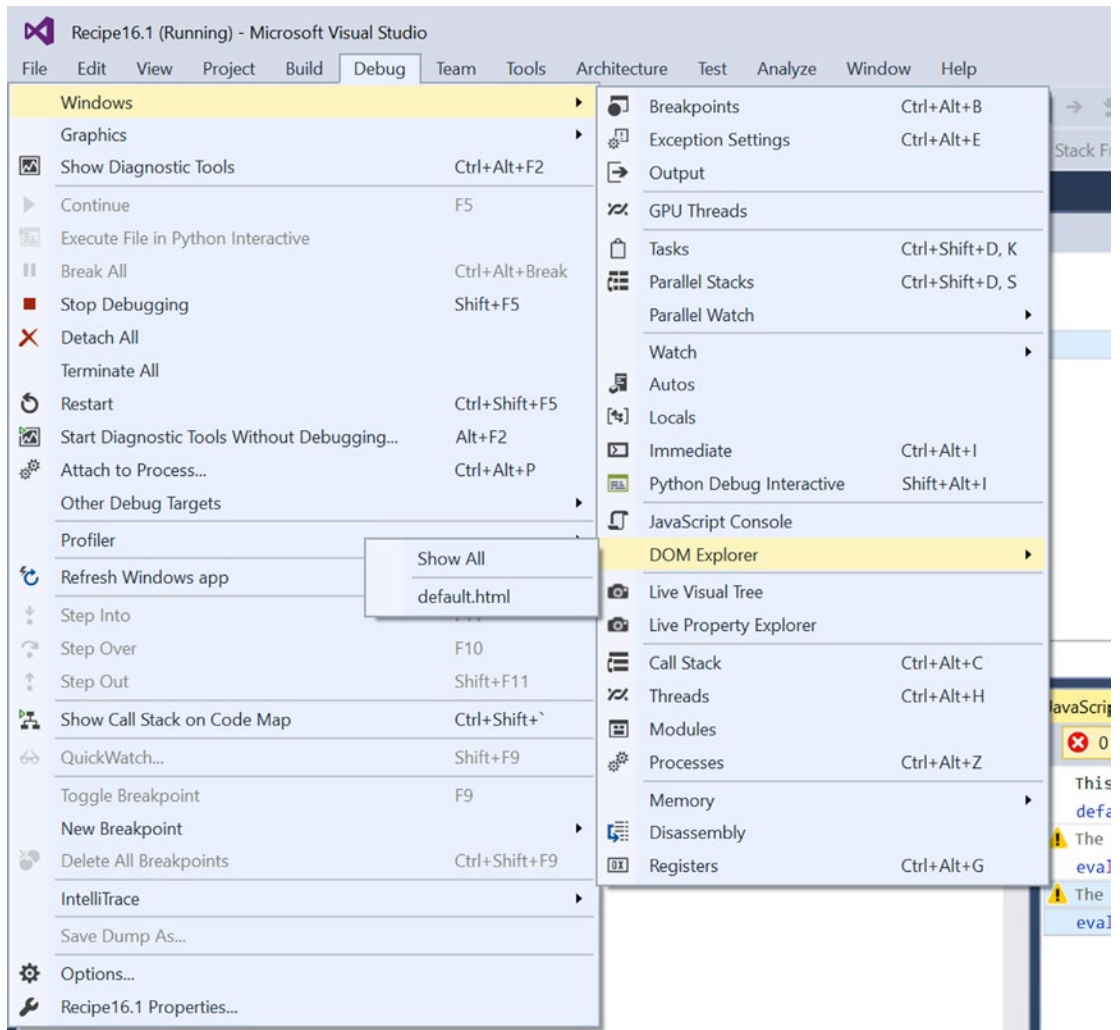 Recipe16.1 (Running) - Microsoft Visual Studio
File Edit View Project Build Debug Team Tools Architecture Test Analyze Window Help
Windows
Graphics
Show Diagnostic Tools Ctrl+Alt+F2
Continue F5
Execute File in Python Interactive
Break All Ctrl+Alt+Break
Stop Debugging Shift+F5
Detach All
Terminate All
Restart Ctrl+Shift+F5
Start Diagnostic Tools Without Debugging... Alt+F2
Attach to Process... Ctrl+Alt+P
Other Debug Targets
Profiler
Refresh Windows app
Step Into
Step Over F10
Step Out Shift+F11
Show Call Stack on Code Map Ctrl+Shift+`
QuickWatch... Shift+F9
Toggle Breakpoint F9
New Breakpoint
Delete All Breakpoints Ctrl+Shift+F9
IntelliTrace
Save Dump As...
Options...
Recipe16.1 Properties...
Show All
default.html
Breakpoints Ctrl+Alt+B
Exception Settings Ctrl+Alt+E
Output
GPU Threads
Tasks Ctrl+Shift+D, K
Parallel Stacks Ctrl+Shift+D, S
Parallel Watch
Watch
Autos
Locals
Immediate Ctrl+Alt+I
Python Debug Interactive Shift+Alt+I
JavaScript Console
DOM Explorer
Live Visual Tree
Live Property Explorer
Call Stack Ctrl+Alt+C
Threads Ctrl+Alt+H
Modules
Processes Ctrl+Alt+Z
Memory
Disassembly
Registers Ctrl+Alt+G
Stack
0
This
The
The